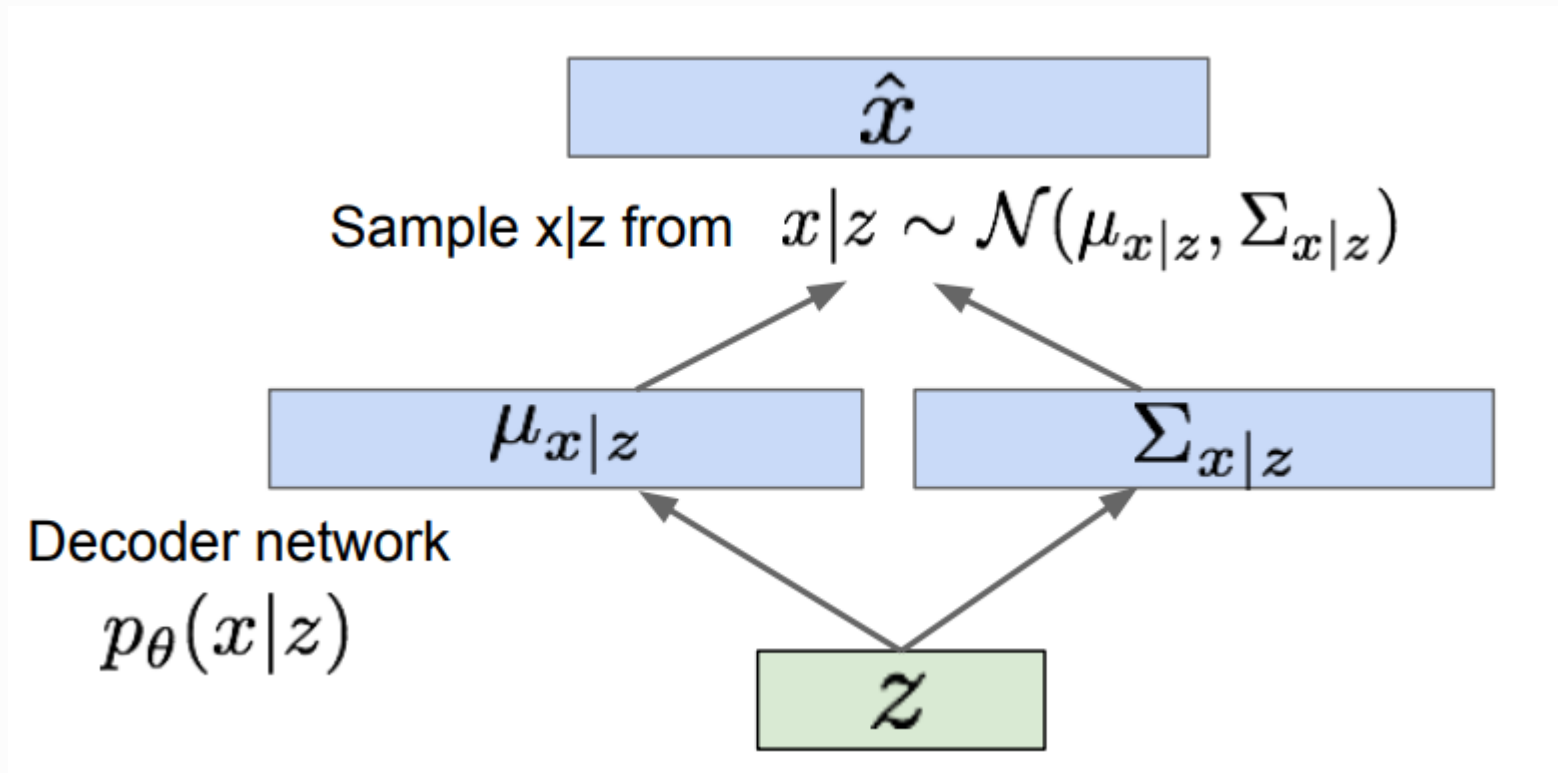 x̂
Sample x|z from x|z ∼ 𝒩(μ_{x|z}, Σ_{x|z})
μ_{x|z} Σ_{x|z}
Decoder network
p_θ(x|z)
z